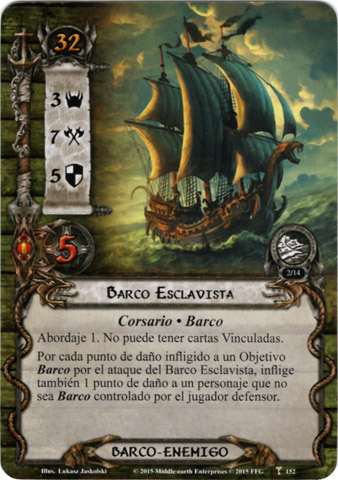 32
3
7
5
5
2/14
Barco Esclavista
Corsario • Barco
Abordaje 1. No puede tener cartas Vinculadas.
Por cada punto de daño infligido a un Objetivo
Barco por el ataque del Barco Esclavista, inflige
también 1 punto de daño a un personaje que no
sea Barco controlado por el jugador defensor.
BARCO-ENEMIGO
Illus. Łukasz Jaskolski © 2015 Middle-earth Enterprises © 2015 FFG 152